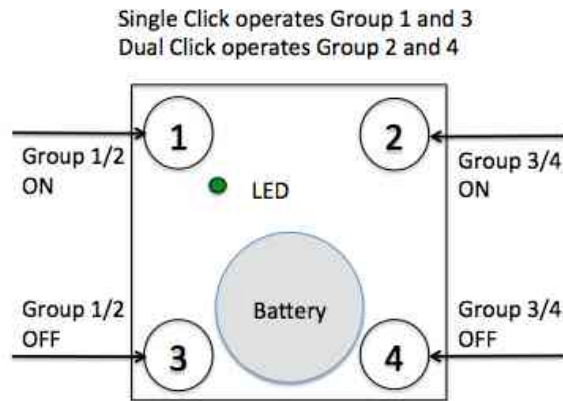 Single Click operates Group 1 and 3
Dual Click operates Group 2 and 4
1
2
Group 1/2
ON
Group 3/4
ON
LED
Battery
Group 1/2
OFF
Group 3/4
OFF
3
4